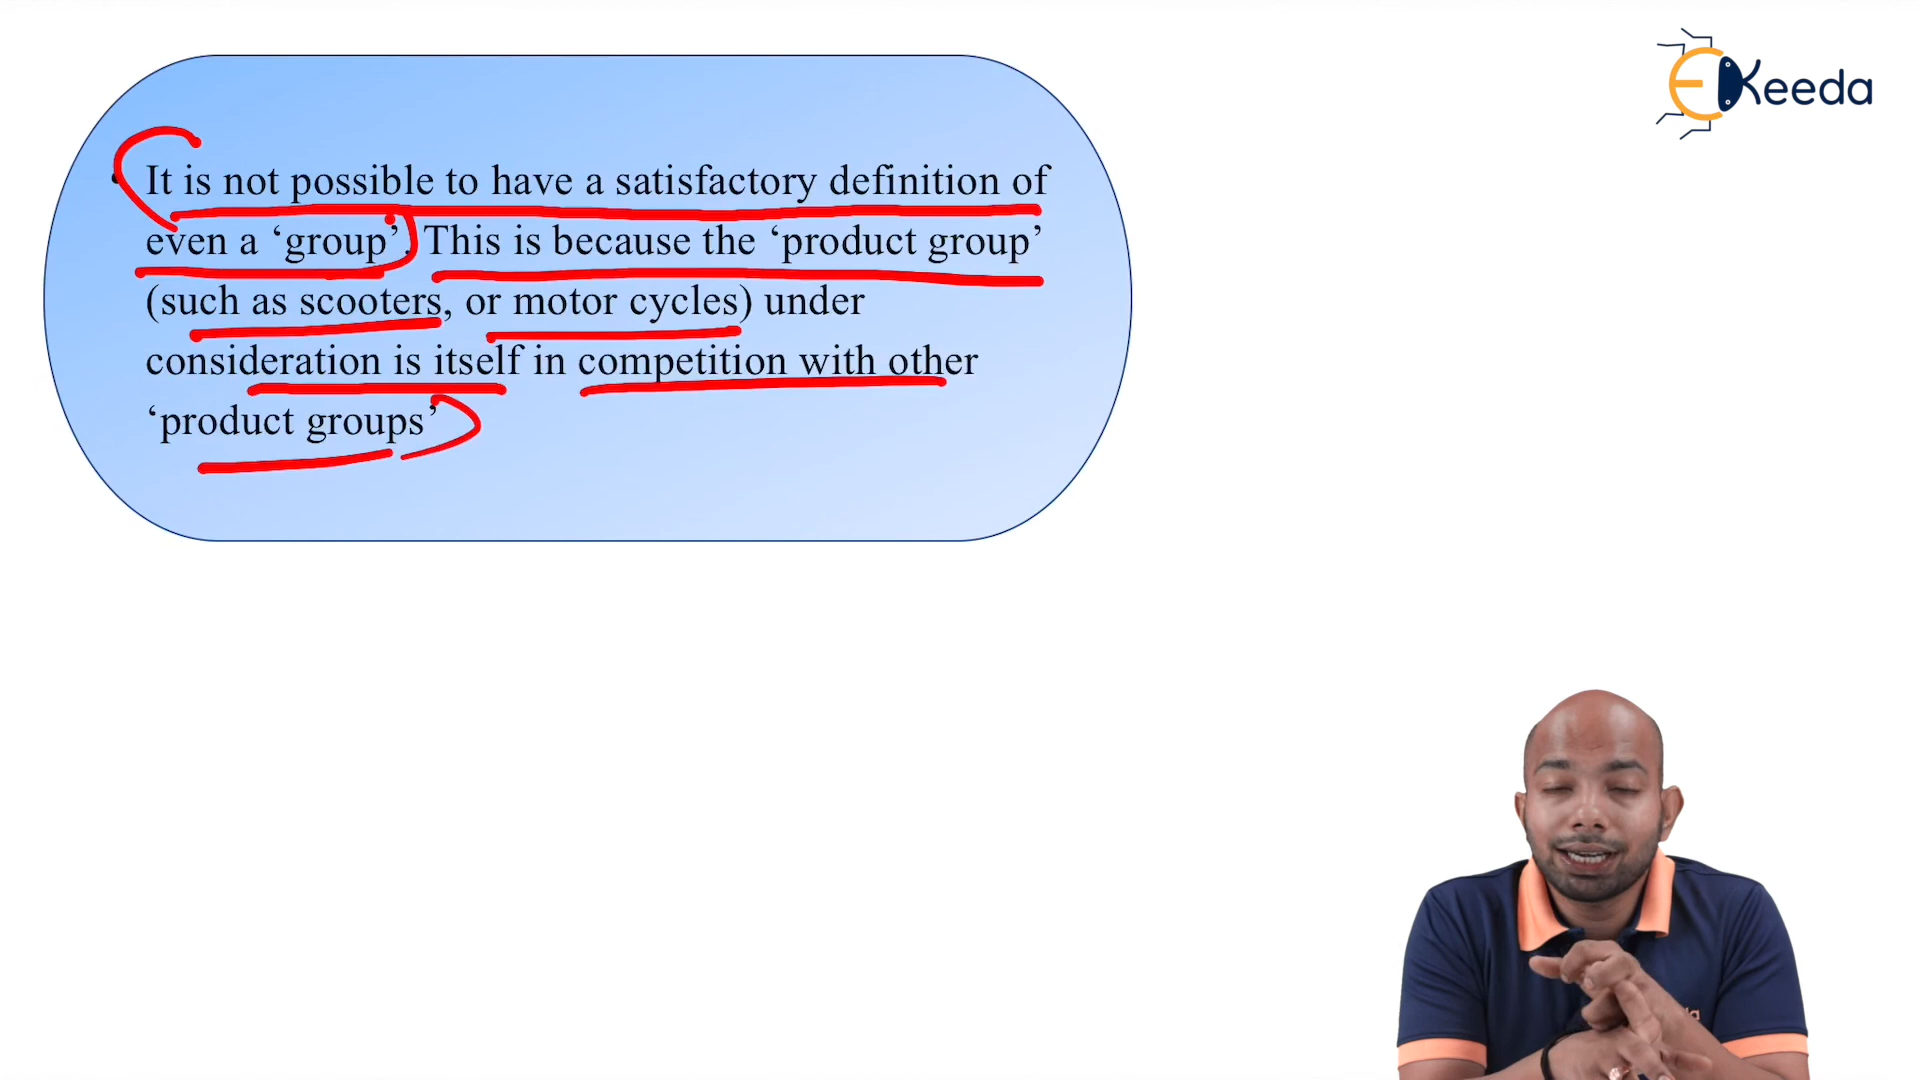 EKeeda
• It is not possible to have a satisfactory definition of
even a ‘group’. This is because the ‘product group’
(such as scooters, or motor cycles) under
consideration is itself in competition with other
‘product groups’